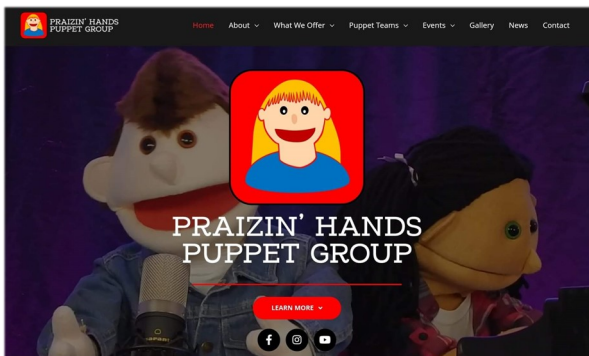 PRAIZIN' HANDS
PUPPET GROUP
Home About What We Offer Puppet Teams Events Gallery News Contact
PRAIZIN' HANDS
PUPPET GROUP
LEARN MORE